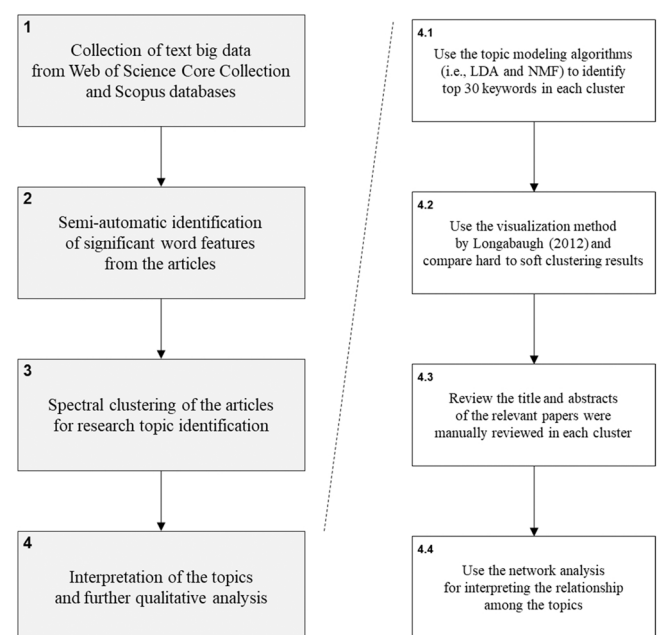 1
Collection of text big data
from Web of Science Core Collection
and Scopus databases
2
Semi-automatic identification
of significant word features
from the articles
3
Spectral clustering of the articles
for research topic identification
4
Interpretation of the topics
and further qualitative analysis
4.1
Use the topic modeling algorithms
(i.e., LDA and NMF) to identify
top 30 keywords in each cluster
4.2
Use the visualization method
by Longabaugh (2012) and
compare hard to soft clustering results
4.3
Review the title and abstracts
of the relevant papers were
manually reviewed in each cluster
4.4
Use the network analysis
for interpreting the relationship
among the topics